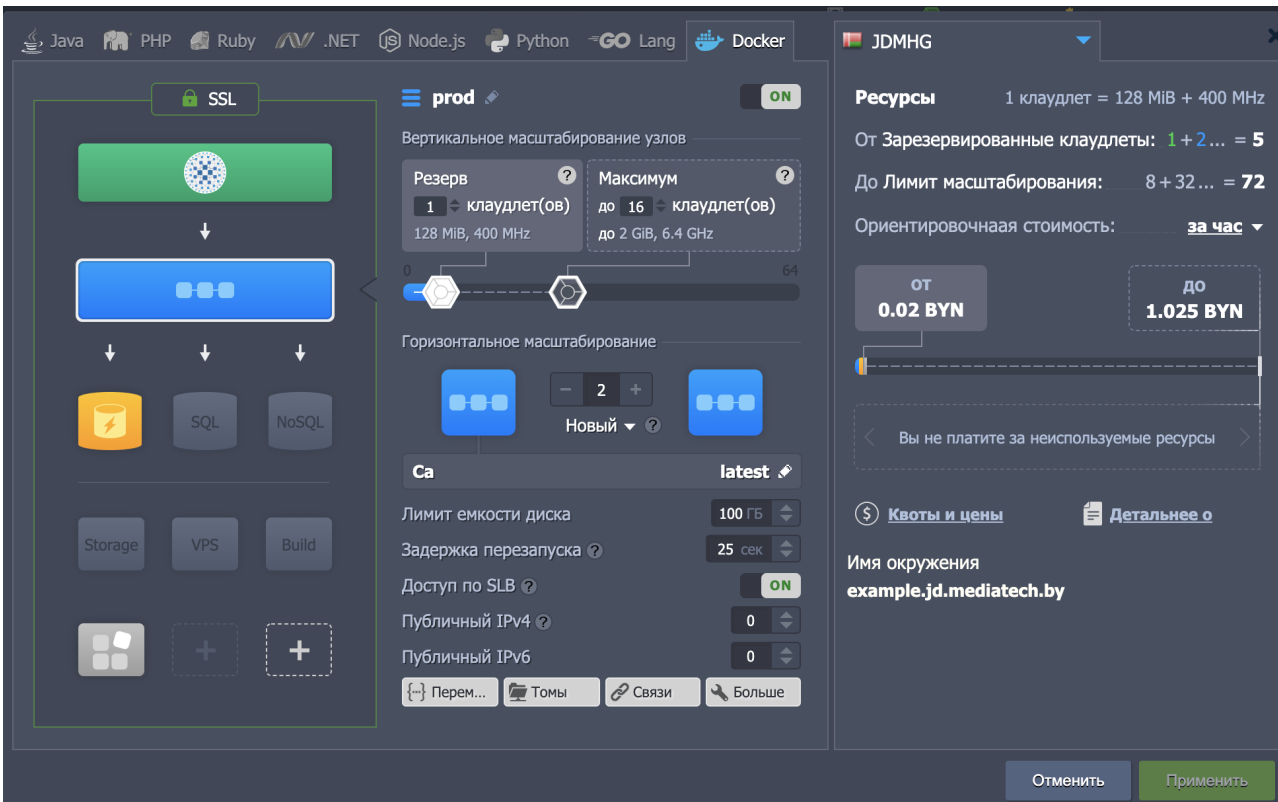 Java PHP Ruby .NET Node.js Python GO Lang Docker
SSL
SQL
NoSQL
Storage
VPS
Build
prod
ON
Вертикальное масштабирование узлов
Резерв ?
1 клаудлет(ов)
128 MiB, 400 MHz
Максимум ?
до 16 клаудлет(ов)
до 2 GiB, 6.4 GHz
0
64
Горизонтальное масштабирование
− 2 +
Новый ?
Ca latest
Лимит емкости диска 100 ГБ
Задержка перезапуска ? 25 сек
Доступ по SLB ? ON
Публичный IPv4 ? 0
Публичный IPv6 0
Перем... Томы Связи Больше
JDMHG
Ресурсы 1 клаудлет = 128 MiB + 400 MHz
От Зарезервированные клаудлеты: 1+2... = 5
До Лимит масштабирования: 8+32... = 72
Ориентировочнаая стоимость: за час
от
0.02 BYN
до
1.025 BYN
Вы не платите за неиспользуемые ресурсы
Квоты и цены
Детальнее о
Имя окружения
example.jd.mediatech.by
Отменить
Применить